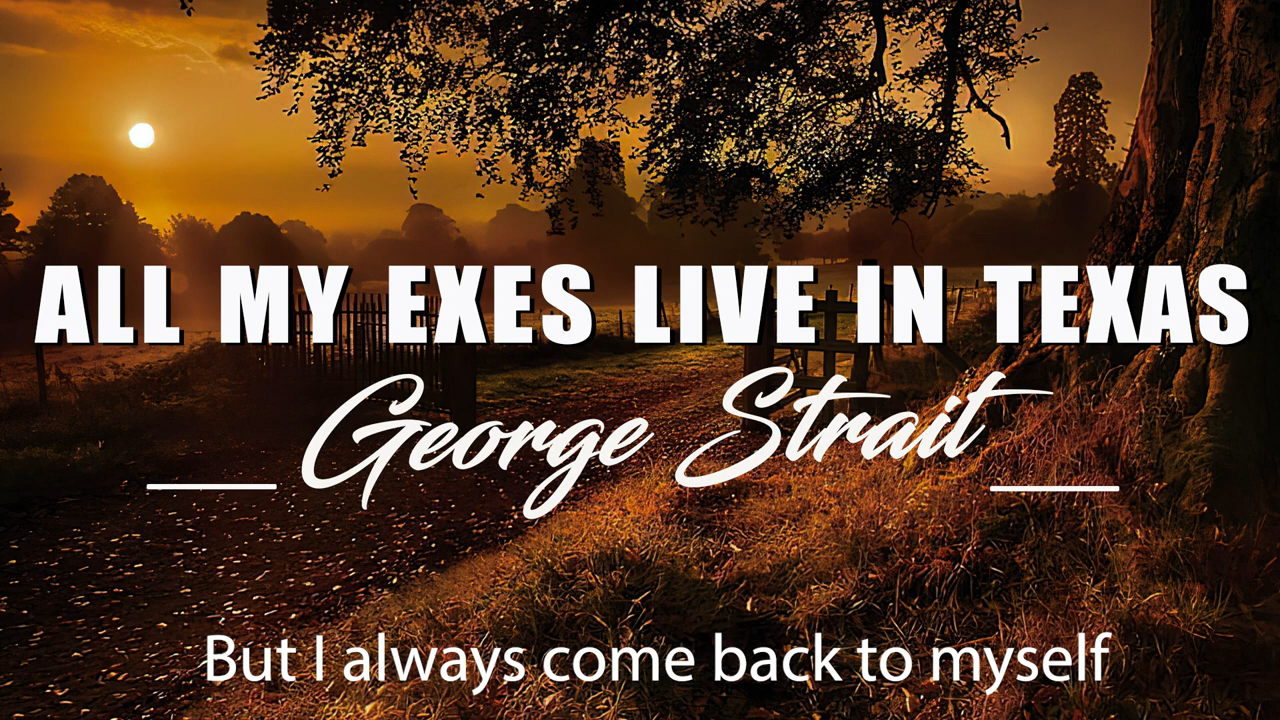 ALL MY EXES LIVE IN TEXAS
George Strait
But I always come back to myself